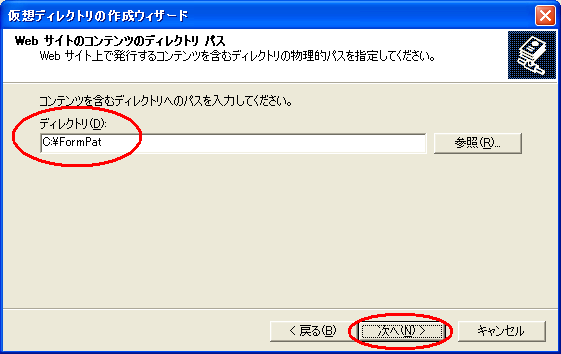 仮想ディレクトリの作成ウィザード
Web サイトのコンテンツのディレクトリ パス
Web サイト上で発行するコンテンツを含むディレクトリの物理的パスを指定してください。
コンテンツを含むディレクトリへのパスを入力してください。
ディレクトリ(D):
C:¥FormPat
参照(R)...
< 戻る(B)
次へ(N) >
キャンセル